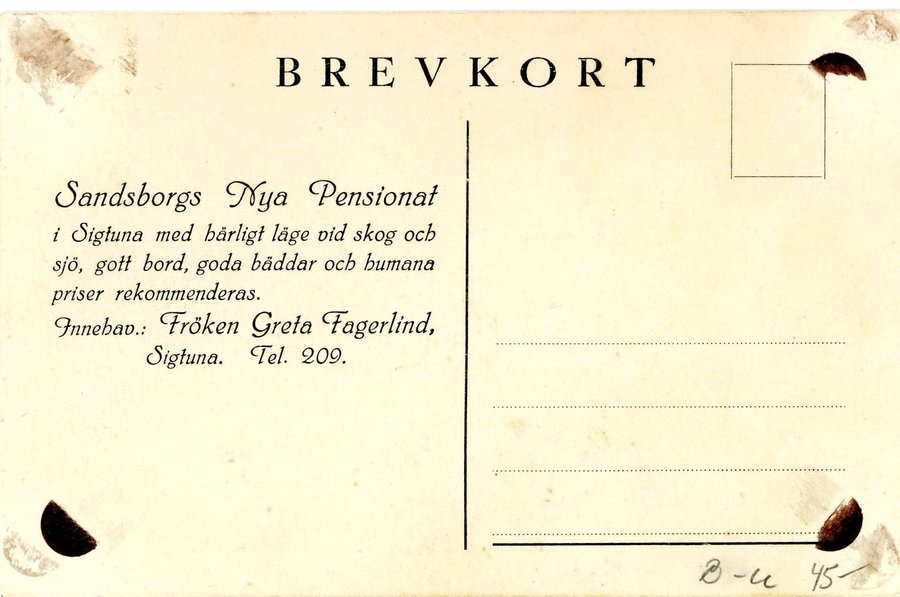 BREVKORT
Sandsborgs Nya Pensionat
i Sigtuna med härligt läge vid skog och
sjö, gott bord, goda bäddar och humana
priser rekommenderas.
Innehav.: Fröken Greta Fagerlind,
Sigtuna. Tel. 209.
B-u 45-